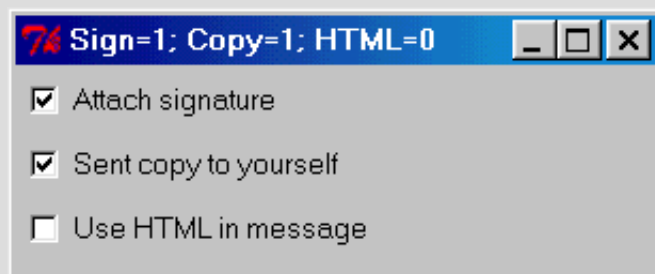 Sign=1; Copy=1; HTML=0
Attach signature
Sent copy to yourself
Use HTML in message